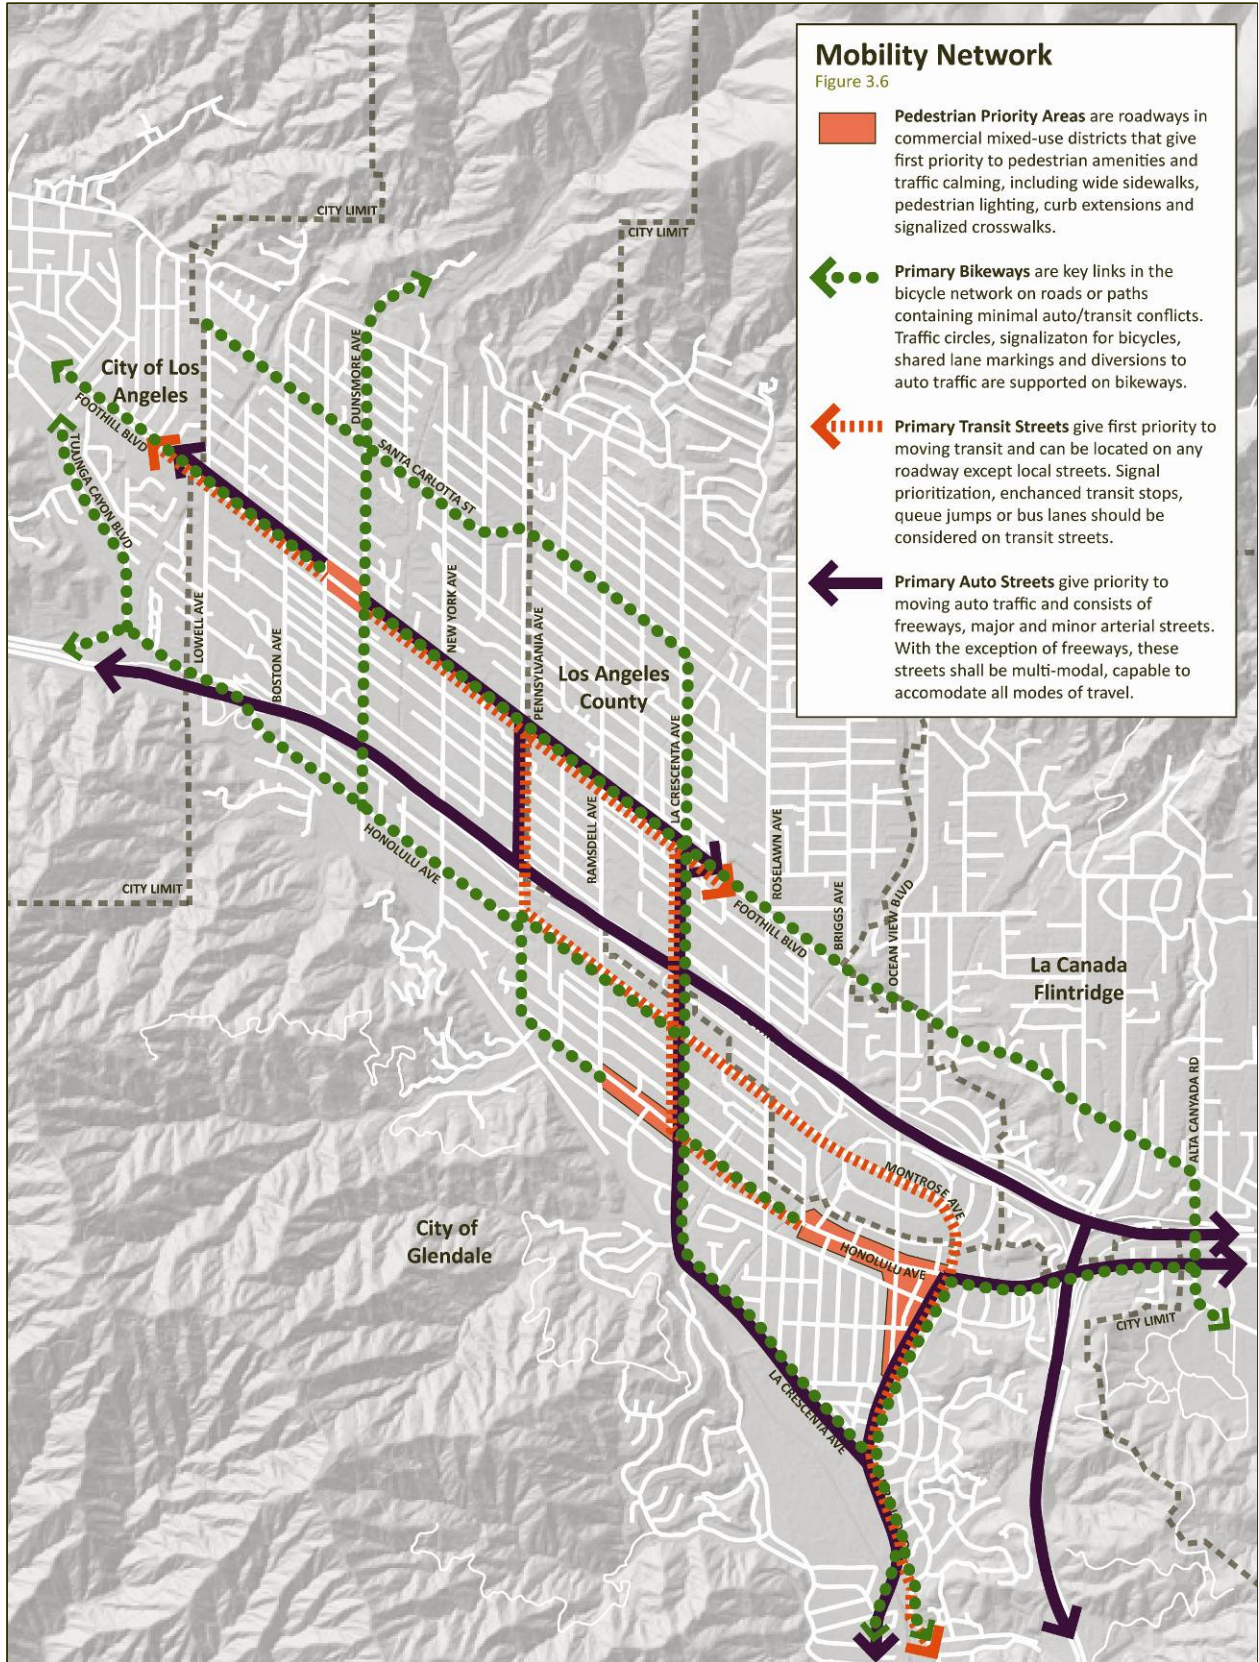 Mobility Network
Figure 3.6
Pedestrian Priority Areas are roadways in
commercial mixed-use districts that give
first priority to pedestrian amenities and
traffic calming, including wide sidewalks,
pedestrian lighting, curb extensions and
signalized crosswalks.
Primary Bikeways are key links in the
bicycle network on roads or paths
containing minimal auto/transit conflicts.
Traffic circles, signalizaton for bicycles,
shared lane markings and diversions to
auto traffic are supported on bikeways.
Primary Transit Streets give first priority to
moving transit and can be located on any
roadway except local streets. Signal
prioritization, enchanced transit stops,
queue jumps or bus lanes should be
considered on transit streets.
Primary Auto Streets give priority to
moving auto traffic and consists of
freeways, major and minor arterial streets.
With the exception of freeways, these
streets shall be multi-modal, capable to
accomodate all modes of travel.
CITY LIMIT
CITY LIMIT
City of Los
Angeles
FOOTHILL BLVD
TUJUNGA CAYON BLVD
DUNSMORE AVE
SANTA CARLOTTA ST
LOWELL AVE
BOSTON AVE
NEW YORK AVE
PENNSYLVANIA AVE
Los Angeles
County
LA CRESCENTA AVE
RAMSDELL AVE
ROSELAWN AVE
HONOLULU AVE
CITY LIMIT
FOOTHILL BLVD
BRIGGS AVE
OCEAN VIEW BLVD
La Canada
Flintridge
ALTA CANYADA RD
MONTROSE AVE
City of
Glendale
HONOLULU AVE
CITY LIMIT
LA CRESCENTA AVE